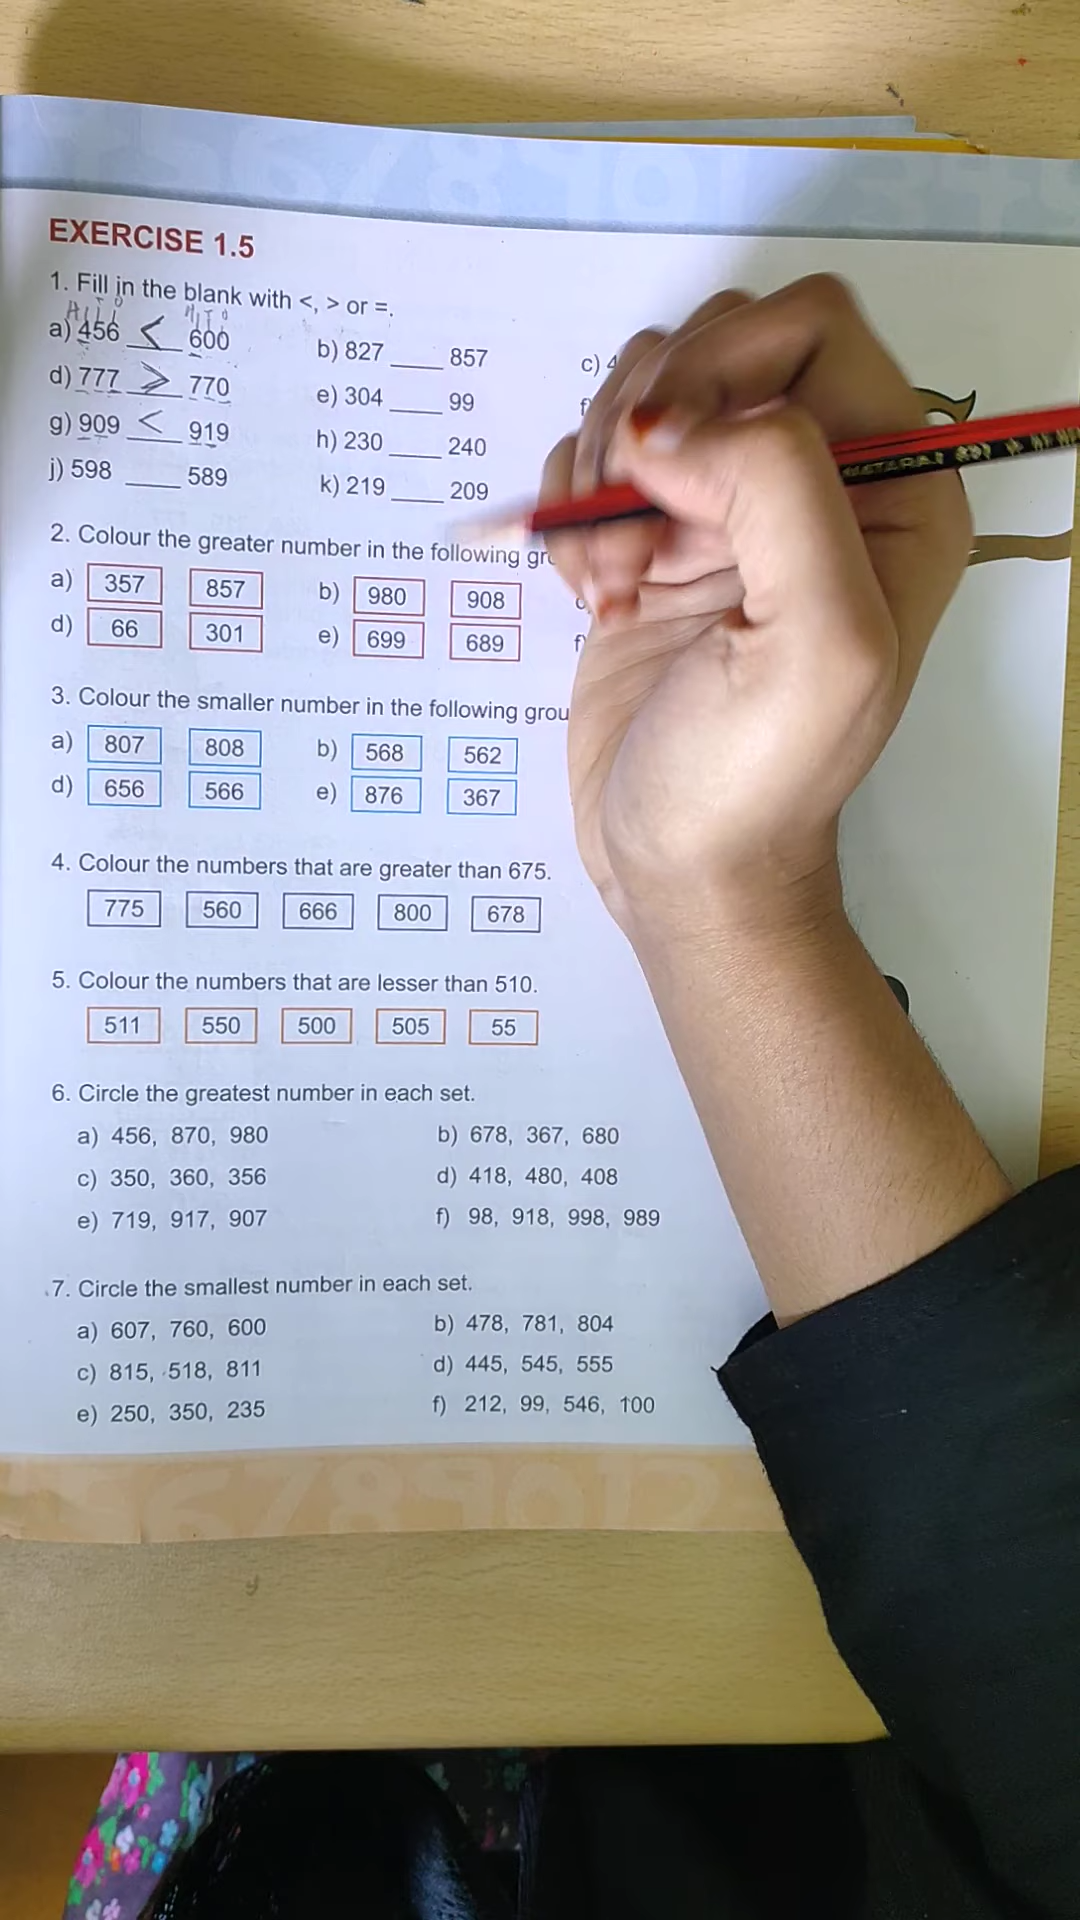 EXERCISE 1.5
1. Fill in the blank with <, > or =.
H T O H T O
a) 456 < 600 b) 827 ____ 857 c) 4
d) 777 > 770 e) 304 ____ 99 f)
g) 909 < 919 h) 230 ____ 240
j) 598 ____ 589 k) 219 ____ 209
2. Colour the greater number in the following
a) 357 857 b) 980 908
d) 66 301 e) 699 689 f)
3. Colour the smaller number in the following
a) 807 808 b) 568 562
d) 656 566 e) 876 367
4. Colour the numbers that are greater than 675.
775 560 666 800 678
5. Colour the numbers that are lesser than 510.
511 550 500 505 55
6. Circle the greatest number in each set.
a) 456, 870, 980 b) 678, 367, 680
c) 350, 360, 356 d) 418, 480, 408
e) 719, 917, 907 f) 98, 918, 998, 989
7. Circle the smallest number in each set.
a) 607, 760, 600 b) 478, 781, 804
c) 815, 518, 811 d) 445, 545, 555
e) 250, 350, 235 f) 212, 99, 546, 100